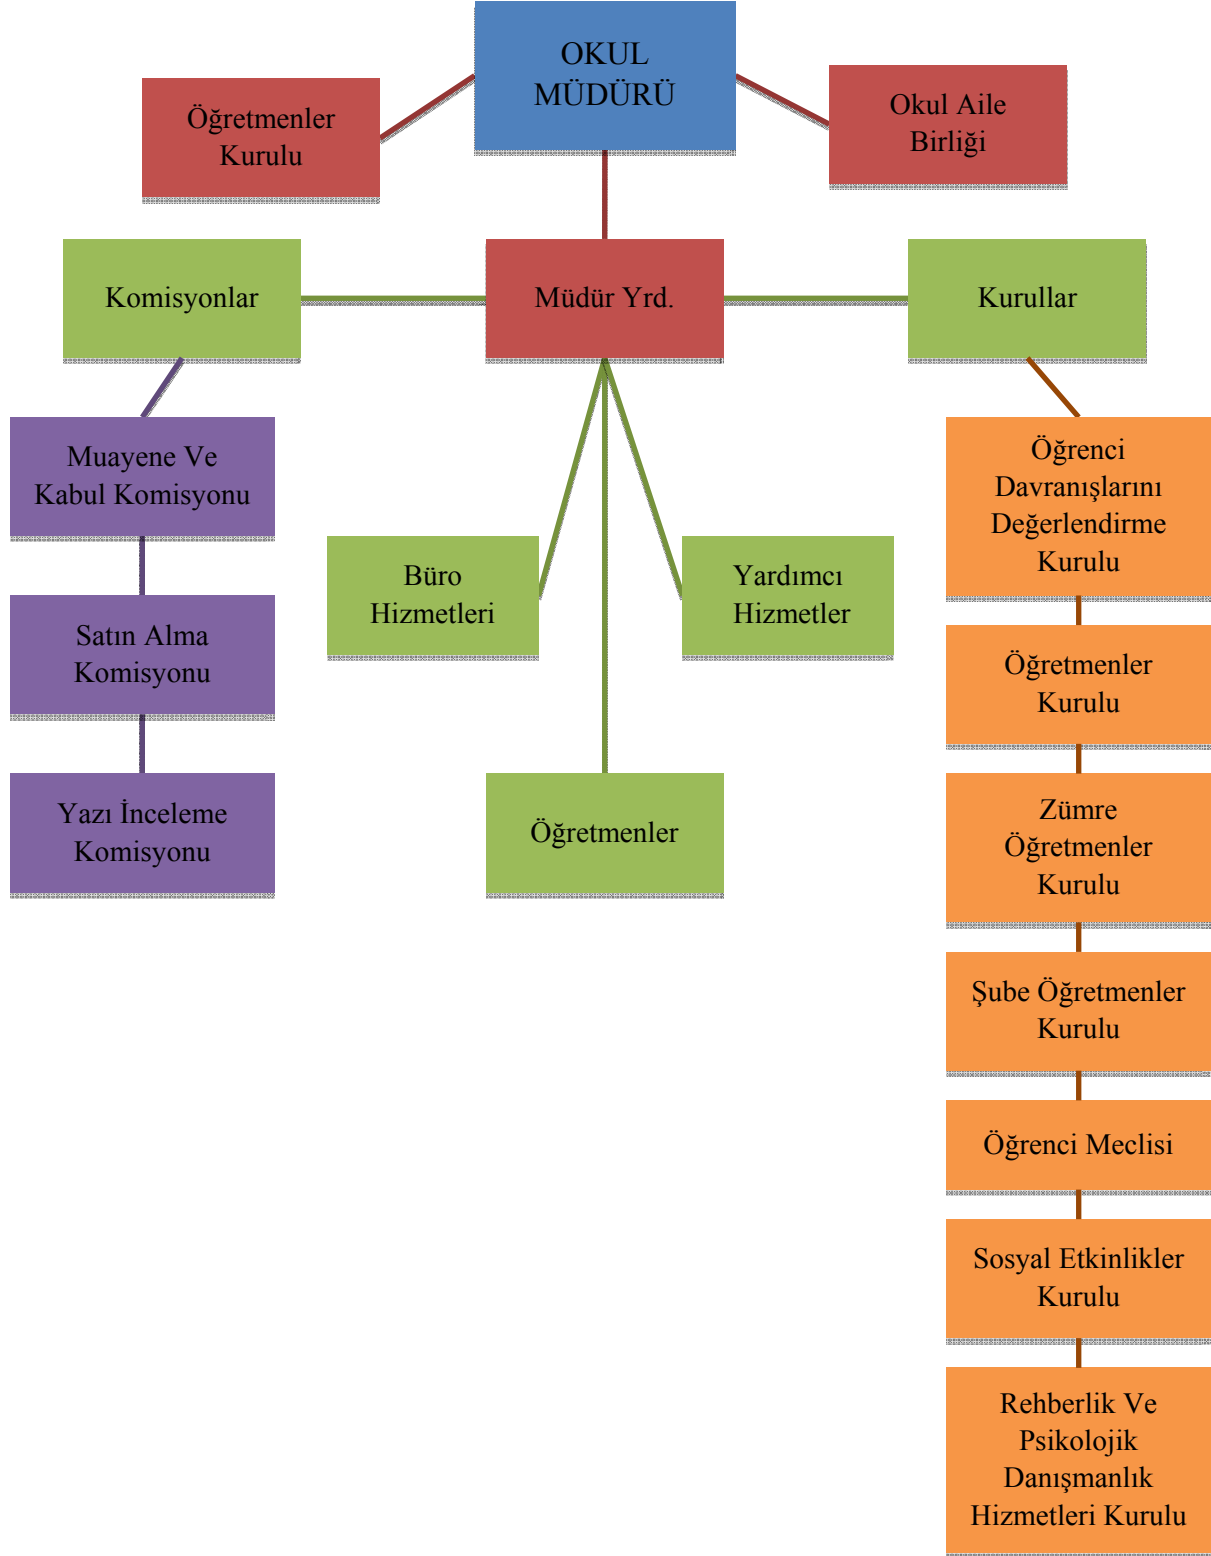 OKUL
MÜDÜRÜ
Öğretmenler
Kurulu
Okul Aile
Birliği
Komisyonlar
Müdür Yrd.
Kurullar
Muayene Ve
Kabul Komisyonu
Satın Alma
Komisyonu
Yazı İnceleme
Komisyonu
Büro
Hizmetleri
Yardımcı
Hizmetler
Öğretmenler
Öğrenci
Davranışlarını
Değerlendirme
Kurulu
Öğretmenler
Kurulu
Zümre
Öğretmenler
Kurulu
Şube Öğretmenler
Kurulu
Öğrenci Meclisi
Sosyal Etkinlikler
Kurulu
Rehberlik Ve
Psikolojik
Danışmanlık
Hizmetleri Kurulu